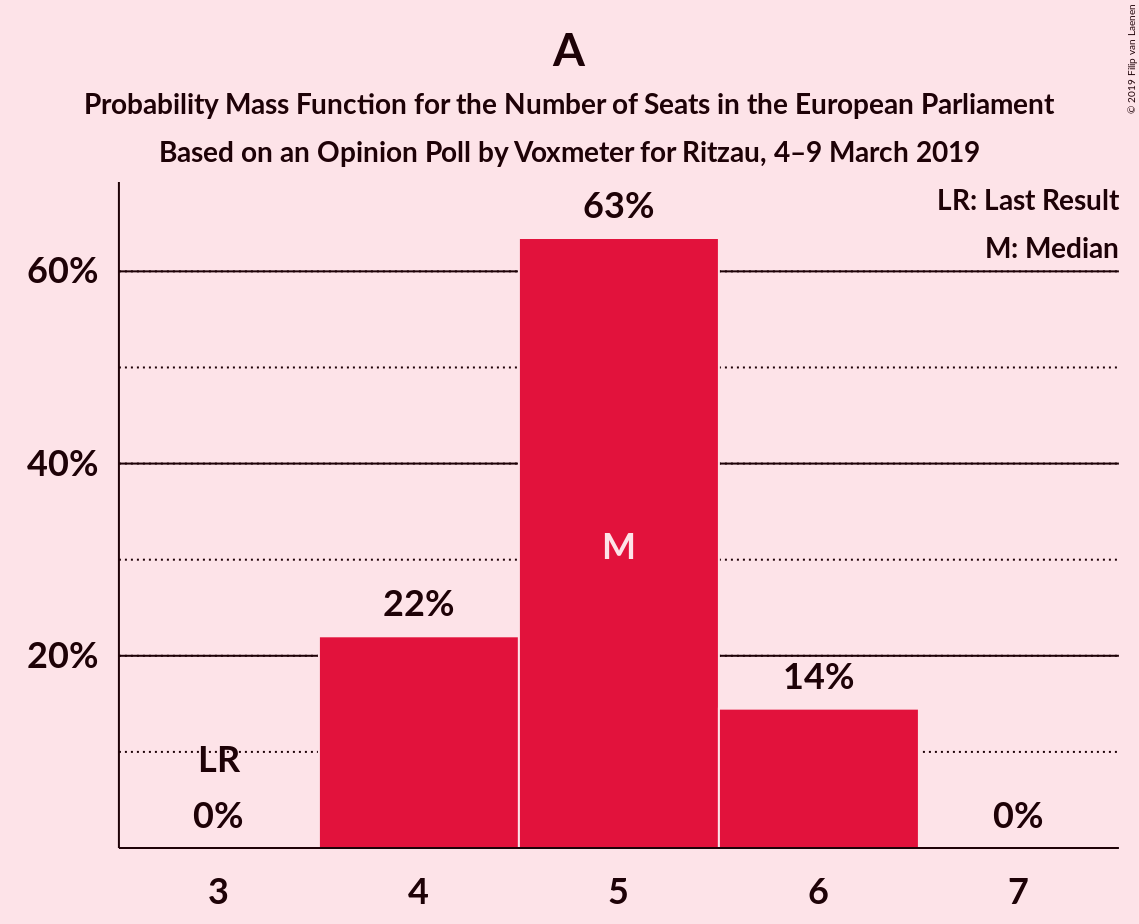 A
Probability Mass Function for the Number of Seats in the European Parliament
Based on an Opinion Poll by Voxmeter for Ritzau, 4–9 March 2019
© 2019 Filip van Laenen
LR: Last Result
M: Median
63%
60%
40%
M
22%
20%
14%
LR
0%
0%
3 4 5 6 7